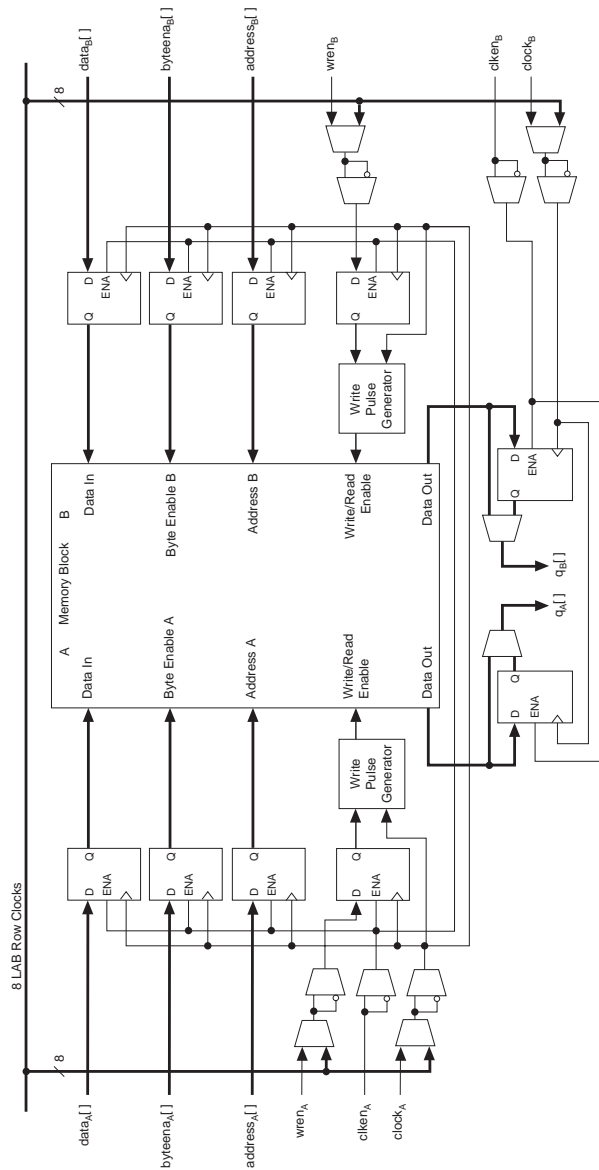 8 LAB Row Clocks
8
8
data_A[ ]
byteena_A[ ]
address_A[ ]
wren_A
clken_A
clock_A
data_B[ ]
byteena_B[ ]
address_B[ ]
wren_B
clken_B
clock_B
D Q
ENA
D Q
ENA
D Q
ENA
D Q
ENA
Write
Pulse
Generator
A Memory Block B
Data In
Byte Enable A
Address A
Write/Read
Enable
Data Out
Data In
Byte Enable B
Address B
Write/Read
Enable
Data Out
Q D
ENA
Q D
ENA
Q D
ENA
Q D
ENA
Write
Pulse
Generator
D Q
ENA
q_A[ ]
q_B[ ]
Q D
ENA